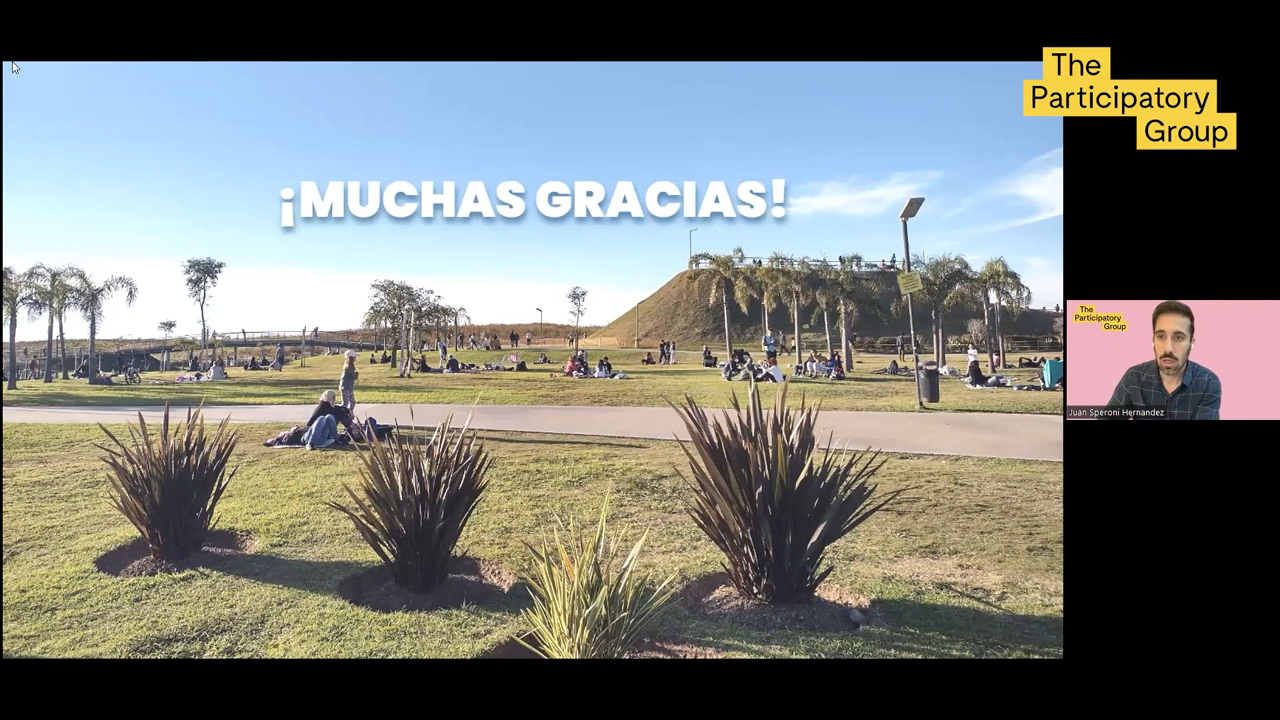 The
Participatory
Group
¡MUCHAS GRACIAS!
The
Participatory
Group
Juan Speroni Hernandez